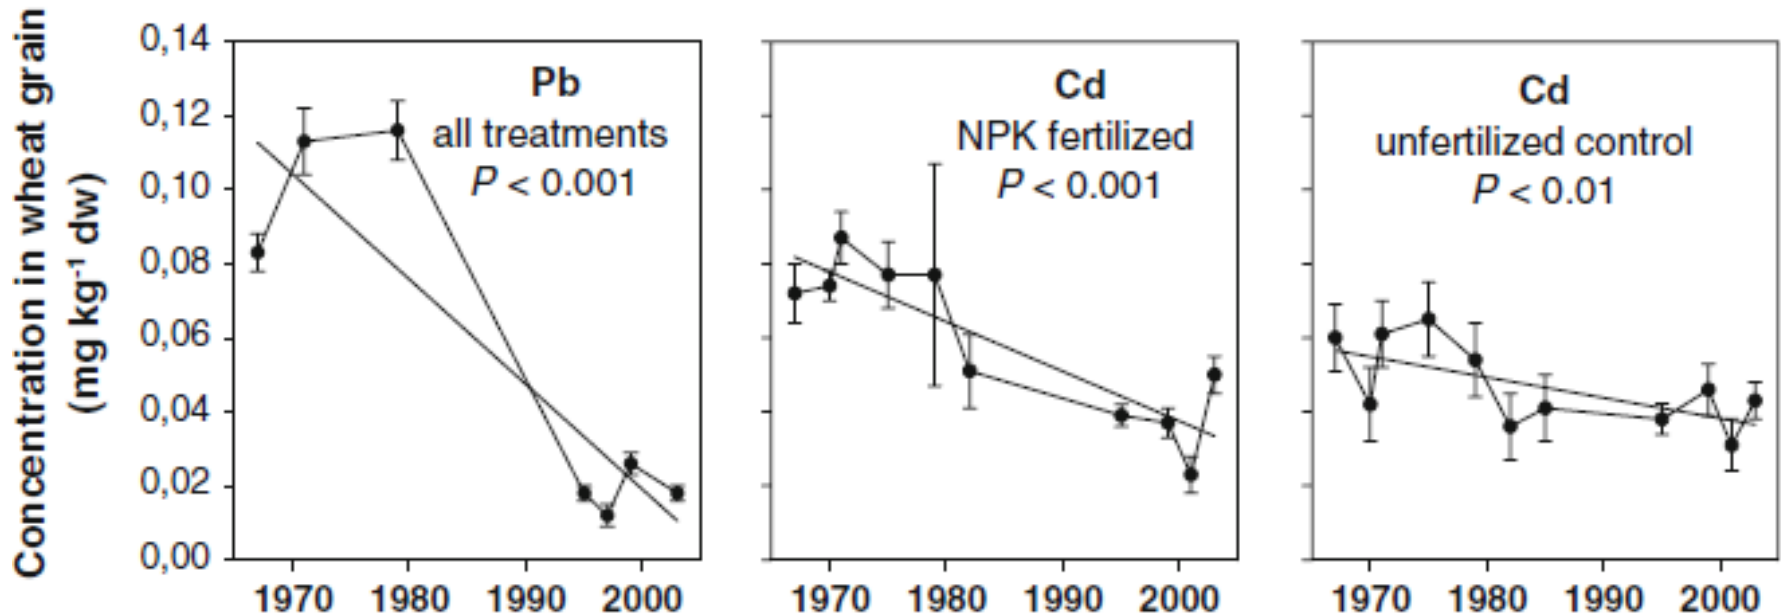 Concentration in wheat grain
(mg kg⁻¹ dw)
0,14
0,12
0,10
0,08
0,06
0,04
0,02
0,00
Pb
all treatments
P < 0.001
1970 1980 1990 2000
Cd
NPK fertilized
P < 0.001
1970 1980 1990 2000
Cd
unfertilized control
P < 0.01
1970 1980 1990 2000